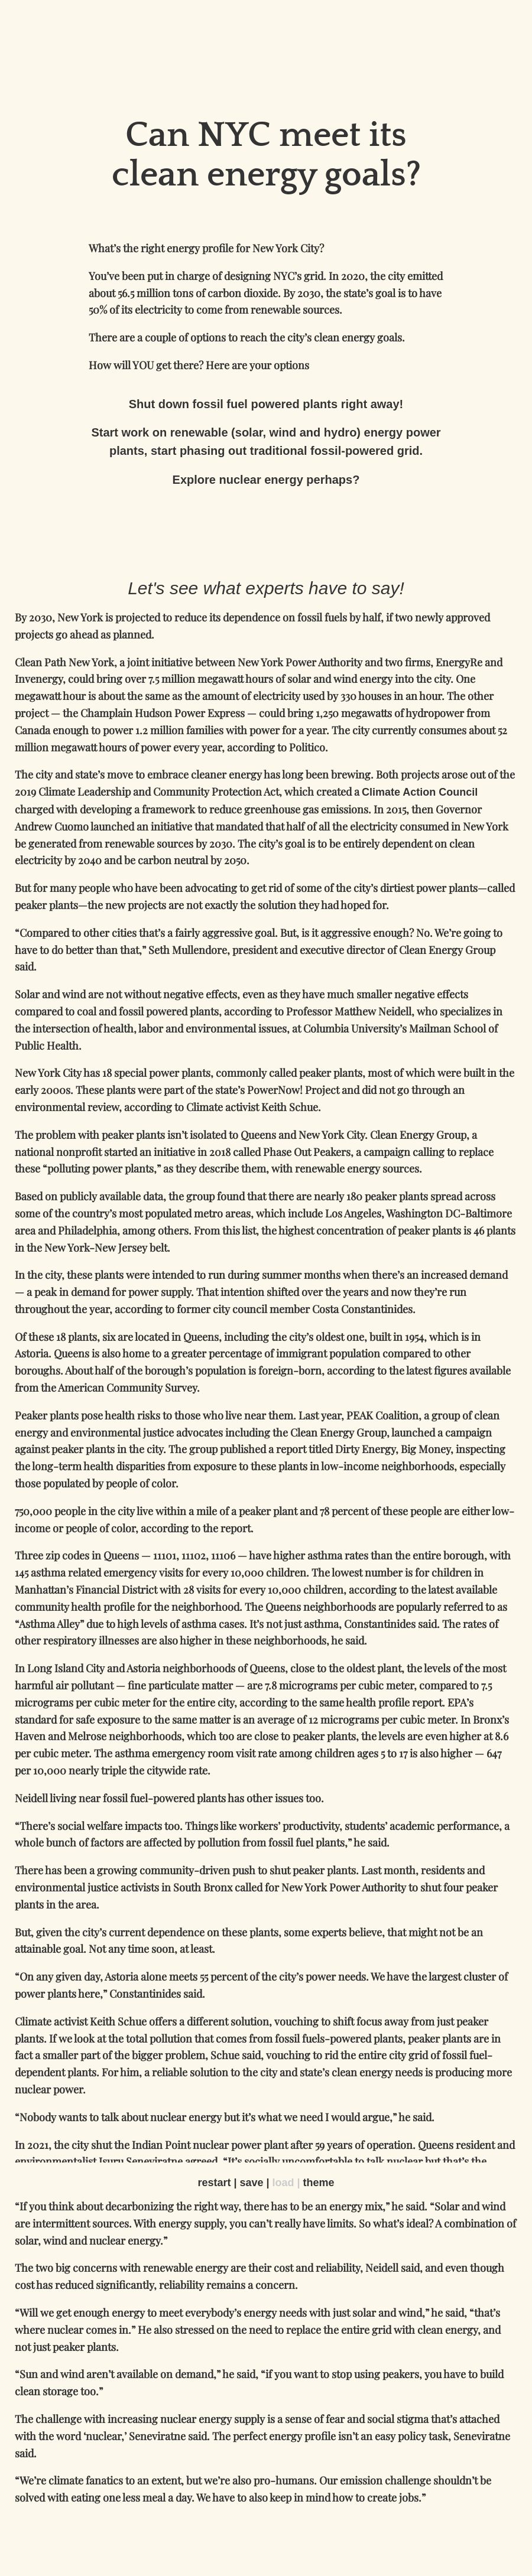 Can NYC meet its
clean energy goals?
What's the right energy profile for New York City?
You've been put in charge of designing NYC's grid. In 2020, the city emitted
about 56.5 million tons of carbon dioxide. By 2030, the state's goal is to have
50% of its electricity to come from renewable sources.
There are a couple of options to reach the city's clean energy goals.
How will YOU get there? Here are your options
Shut down fossil fuel powered plants right away!
Start work on renewable (solar, wind and hydro) energy power
plants, start phasing out traditional fossil-powered grid.
Explore nuclear energy perhaps?
Let's see what experts have to say!
By 2030, New York is projected to reduce its dependence on fossil fuels by half, if two newly approved
projects go ahead as planned.
Clean Path New York, a joint initiative between New York Power Authority and two firms, EnergyRe and
Invenergy, could bring over 7.5 million megawatt hours of solar and wind energy into the city. One
megawatt hour is about the same as the amount of electricity used by 330 houses in an hour. The other
project — the Champlain Hudson Power Express — could bring 1,250 megawatts of hydropower from
Canada enough to power 1.2 million families with power for a year. The city currently consumes about 52
million megawatt hours of power every year, according to Politico.
The city and state's move to embrace cleaner energy has long been brewing. Both projects arose out of the
2019 Climate Leadership and Community Protection Act, which created a Climate Action Council
charged with developing a framework to reduce greenhouse gas emissions. In 2015, then Governor
Andrew Cuomo launched an initiative that mandated that half of all the electricity consumed in New York
be generated from renewable sources by 2030. The city's goal is to be entirely dependent on clean
electricity by 2040 and be carbon neutral by 2050.
But for many people who have been advocating to get rid of some of the city's dirtiest power plants—called
peaker plants—the new projects are not exactly the solution they had hoped for.
“Compared to other cities that's a fairly aggressive goal. But, is it aggressive enough? No. We're going to
have to do better than that,” Seth Mullendore, president and executive director of Clean Energy Group
said.
Solar and wind are not without negative effects, even as they have much smaller negative effects
compared to coal and fossil powered plants, according to Professor Matthew Neidell, who specializes in
the intersection of health, labor and environmental issues, at Columbia University's Mailman School of
Public Health.
New York City has 18 special power plants, commonly called peaker plants, most of which were built in the
early 2000s. These plants were part of the state's PowerNow! Project and did not go through an
environmental review, according to Climate activist Keith Schue.
The problem with peaker plants isn't isolated to Queens and New York City. Clean Energy Group, a
national nonprofit started an initiative in 2018 called Phase Out Peakers, a campaign calling to replace
these “polluting power plants,” as they describe them, with renewable energy sources.
Based on publicly available data, the group found that there are nearly 180 peaker plants spread across
some of the country's most populated metro areas, which include Los Angeles, Washington DC-Baltimore
area and Philadelphia, among others. From this list, the highest concentration of peaker plants is 46 plants
in the New York-New Jersey belt.
In the city, these plants were intended to run during summer months when there's an increased demand
— a peak in demand for power supply. That intention shifted over the years and now they're run
throughout the year, according to former city council member Costa Constantinides.
Of these 18 plants, six are located in Queens, including the city's oldest one, built in 1954, which is in
Astoria. Queens is also home to a greater percentage of immigrant population compared to other
boroughs. About half of the borough's population is foreign-born, according to the latest figures available
from the American Community Survey.
Peaker plants pose health risks to those who live near them. Last year, PEAK Coalition, a group of clean
energy and environmental justice advocates including the Clean Energy Group, launched a campaign
against peaker plants in the city. The group published a report titled Dirty Energy, Big Money, inspecting
the long-term health disparities from exposure to these plants in low-income neighborhoods, especially
those populated by people of color.
750,000 people in the city live within a mile of a peaker plant and 78 percent of these people are either low-
income or people of color, according to the report.
Three zip codes in Queens — 11101, 11102, 11106 — have higher asthma rates than the entire borough, with
145 asthma related emergency visits for every 10,000 children. The lowest number is for children in
Manhattan's Financial District with 28 visits for every 10,000 children, according to the latest available
community health profile for the neighborhood. The Queens neighborhoods are popularly referred to as
“Asthma Alley” due to high levels of asthma cases. It's not just asthma, Constantinides said. The rates of
other respiratory illnesses are also higher in these neighborhoods, he said.
In Long Island City and Astoria neighborhoods of Queens, close to the oldest plant, the levels of the most
harmful air pollutant — fine particulate matter — are 7.8 micrograms per cubic meter, compared to 7.5
micrograms per cubic meter for the entire city, according to the same health profile report. EPA's
standard for safe exposure to the same matter is an average of 12 micrograms per cubic meter. In Bronx's
Haven and Melrose neighborhoods, which too are close to peaker plants, the levels are even higher at 8.6
per cubic meter. The asthma emergency room visit rate among children ages 5 to 17 is also higher — 647
per 10,000 nearly triple the citywide rate.
Neidell living near fossil fuel-powered plants has other issues too.
“There's social welfare impacts too. Things like workers' productivity, students' academic performance, a
whole bunch of factors are affected by pollution from fossil fuel plants,” he said.
There has been a growing community-driven push to shut peaker plants. Last month, residents and
environmental justice activists in South Bronx called for New York Power Authority to shut four peaker
plants in the area.
But, given the city's current dependence on these plants, some experts believe, that might not be an
attainable goal. Not any time soon, at least.
“On any given day, Astoria alone meets 55 percent of the city's power needs. We have the largest cluster of
power plants here,” Constantinides said.
Climate activist Keith Schue offers a different solution, vouching to shift focus away from just peaker
plants. If we look at the total pollution that comes from fossil fuels-powered plants, peaker plants are in
fact a smaller part of the bigger problem, Schue said, vouching to rid the entire city grid of fossil fuel-
dependent plants. For him, a reliable solution to the city and state's clean energy needs is producing more
nuclear power.
“Nobody wants to talk about nuclear energy but it's what we need I would argue,” he said.
In 2021, the city shut the Indian Point nuclear power plant after 59 years of operation. Queens resident and
environmentalist Isuru Seneviratne agreed. “It's socially uncomfortable to talk nuclear but that's the
restart | save | load | theme
“If you think about decarbonizing the right way, there has to be an energy mix,” he said. “Solar and wind
are intermittent sources. With energy supply, you can't really have limits. So what's ideal? A combination of
solar, wind and nuclear energy.”
The two big concerns with renewable energy are their cost and reliability, Neidell said, and even though
cost has reduced significantly, reliability remains a concern.
“Will we get enough energy to meet everybody's energy needs with just solar and wind,” he said, “that's
where nuclear comes in.” He also stressed on the need to replace the entire grid with clean energy, and
not just peaker plants.
“Sun and wind aren't available on demand,” he said, “if you want to stop using peakers, you have to build
clean storage too.”
The challenge with increasing nuclear energy supply is a sense of fear and social stigma that's attached
with the word ‘nuclear,’ Seneviratne said. The perfect energy profile isn't an easy policy task, Seneviratne
said.
“We're climate fanatics to an extent, but we're also pro-humans. Our emission challenge shouldn't be
solved with eating one less meal a day. We have to also keep in mind how to create jobs.”